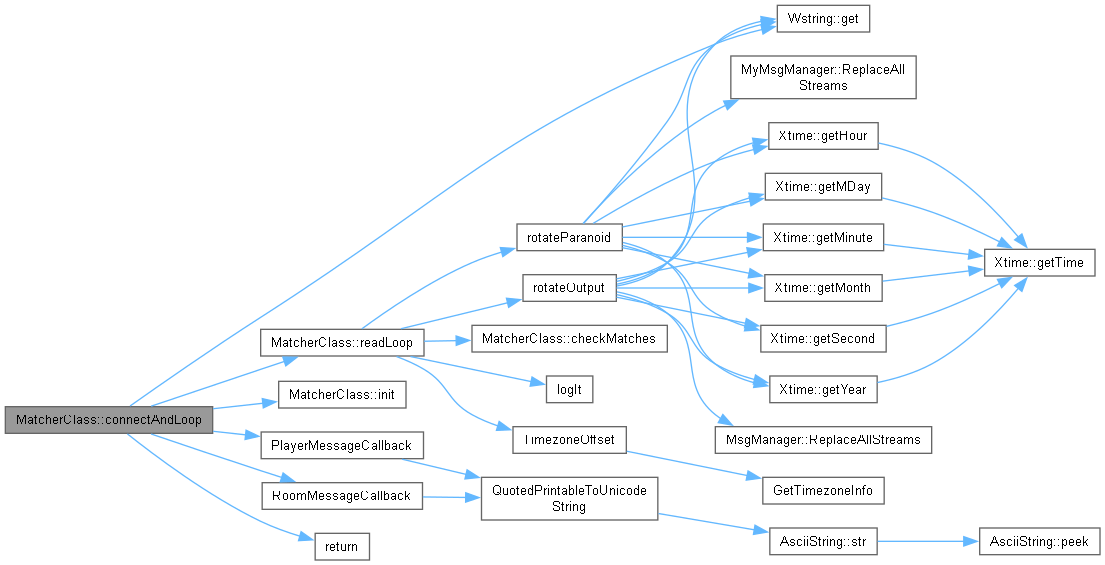 Wstring::get
MyMsgManager::ReplaceAll
Streams
Xtime::getHour
Xtime::getMDay
rotateParanoid
Xtime::getMinute
Xtime::getTime
rotateOutput
Xtime::getMonth
MatcherClass::readLoop
MatcherClass::checkMatches
Xtime::getSecond
logIt
Xtime::getYear
MatcherClass::init
MatcherClass::connectAndLoop
PlayerMessageCallback
TimezoneOffset
MsgManager::ReplaceAllStreams
RoomMessageCallback
QuotedPrintableToUnicode
String
GetTimezoneInfo
return
AsciiString::str
AsciiString::peek